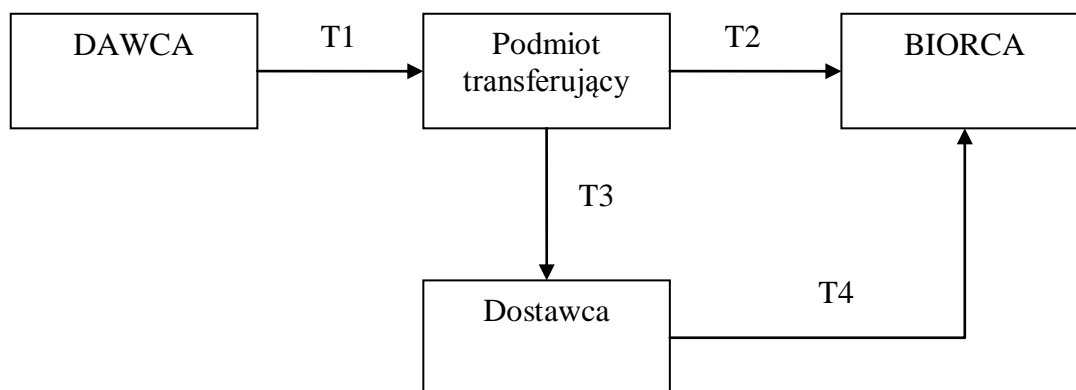 DAWCA
T1
Podmiot
transferujący
T2
BIORCA
T3
Dostawca
T4